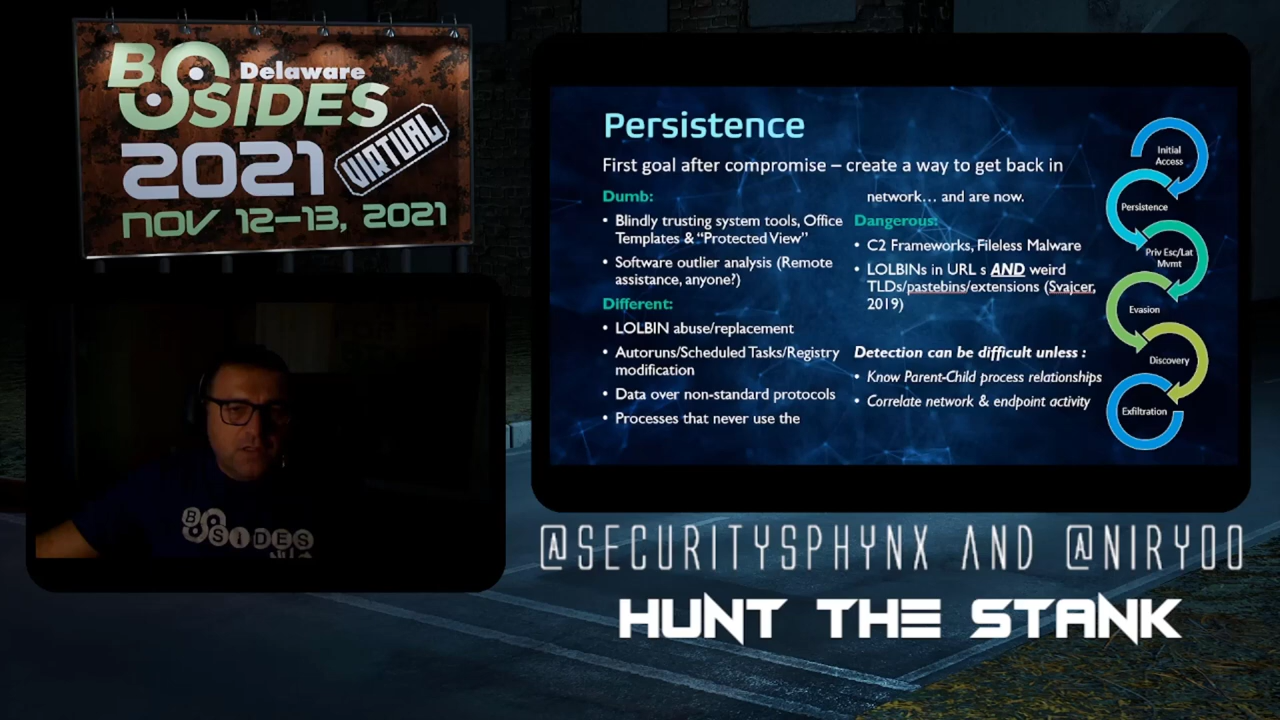 BSIDES Delaware
2021
VIRTUAL
NOV 12-13, 2021
BSIDES
Persistence
First goal after compromise – create a way to get back in
Dumb:
• Blindly trusting system tools, Office
Templates & "Protected View"
• Software outlier analysis (Remote
assistance, anyone?)
Different:
• LOLBIN abuse/replacement
• Autoruns/Scheduled Tasks/Registry
modification
• Data over non-standard protocols
• Processes that never use the
network… and are now.
Dangerous:
• C2 Frameworks, Fileless Malware
• LOLBINs in URL s AND weird
TLDs/pastebins/extensions (Svajcer,
2019)
Detection can be difficult unless :
• Know Parent-Child process relationships
• Correlate network & endpoint activity
Initial
Access
Persistence
Priv Esc/Lat
Mvmt
Evasion
Discovery
Exfiltration
@SECURITYSPHYNX AND @NIRYOO
HUNT THE STANK